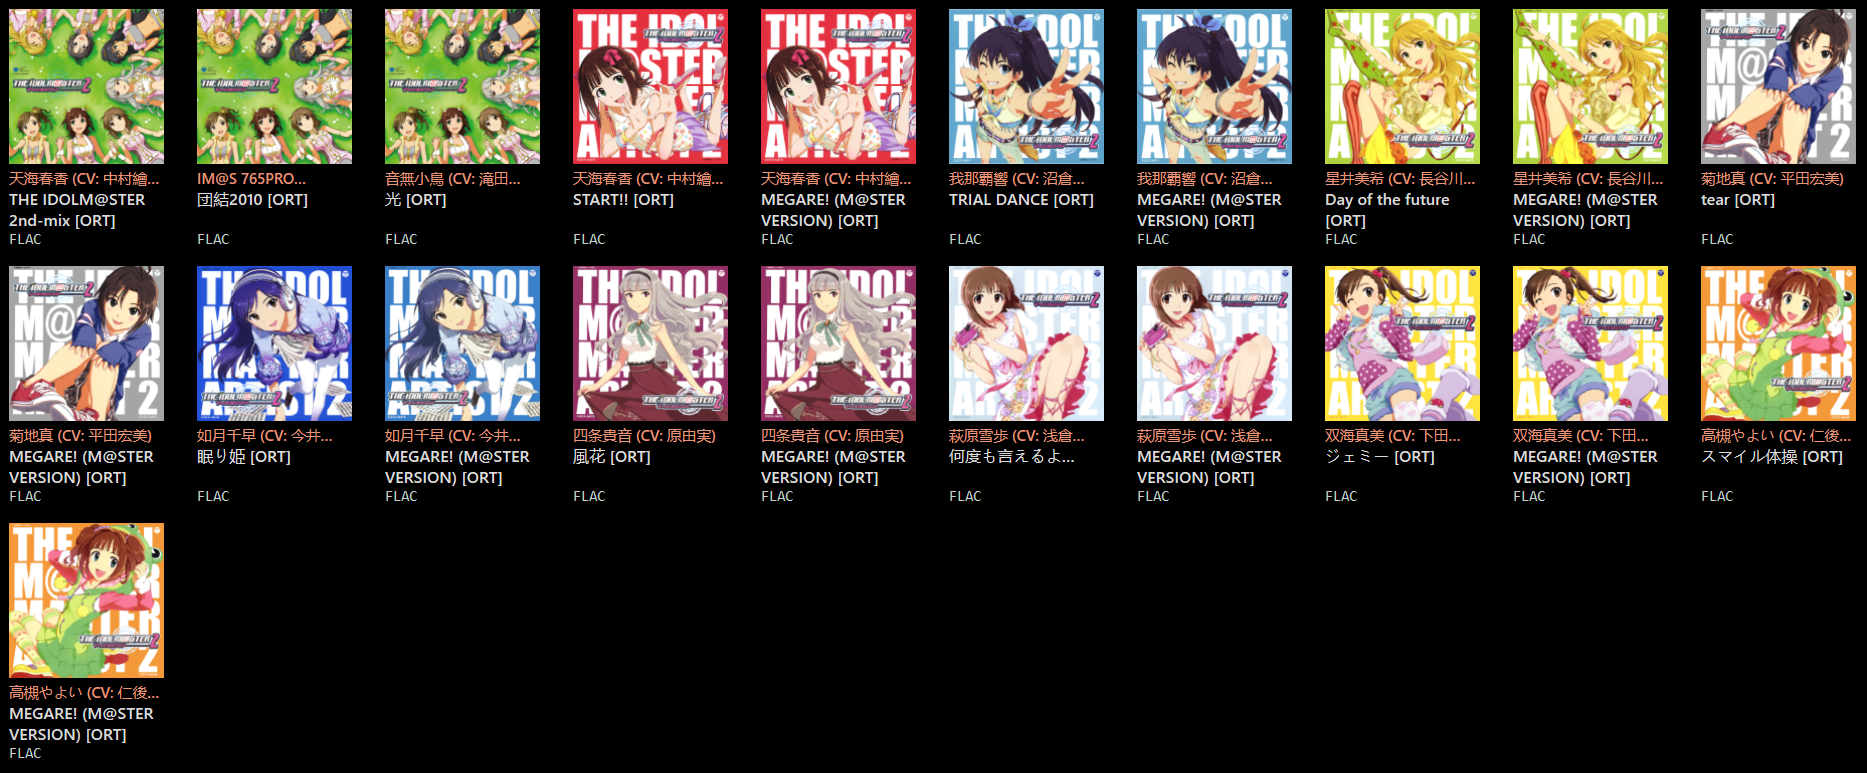 天海春香 (CV: 中村繪...
THE IDOLM@STER
2nd-mix [ORT]
FLAC
IM@S 765PRO...
団結2010 [ORT]
FLAC
音無小鳥 (CV: 滝田...
光 [ORT]
FLAC
THE IDOL
M@STER
ARTIST 2
THE IDOLM@STER 2
天海春香 (CV: 中村繪...
START!! [ORT]
FLAC
天海春香 (CV: 中村繪...
MEGARE! (M@STER
VERSION) [ORT]
FLAC
我那覇響 (CV: 沼倉...
TRIAL DANCE [ORT]
FLAC
我那覇響 (CV: 沼倉...
MEGARE! (M@STER
VERSION) [ORT]
FLAC
星井美希 (CV: 長谷川...
Day of the future
[ORT]
FLAC
星井美希 (CV: 長谷川...
MEGARE! (M@STER
VERSION) [ORT]
FLAC
菊地真 (CV: 平田宏美)
tear [ORT]
FLAC
菊地真 (CV: 平田宏美)
MEGARE! (M@STER
VERSION) [ORT]
FLAC
如月千早 (CV: 今井...
眠り姫 [ORT]
FLAC
如月千早 (CV: 今井...
MEGARE! (M@STER
VERSION) [ORT]
FLAC
四条貴音 (CV: 原由実)
風花 [ORT]
FLAC
四条貴音 (CV: 原由実)
MEGARE! (M@STER
VERSION) [ORT]
FLAC
萩原雪歩 (CV: 浅倉...
何度も言えるよ...
FLAC
萩原雪歩 (CV: 浅倉...
MEGARE! (M@STER
VERSION) [ORT]
FLAC
双海真美 (CV: 下田...
ジェミー [ORT]
FLAC
双海真美 (CV: 下田...
MEGARE! (M@STER
VERSION) [ORT]
FLAC
高槻やよい (CV: 仁後...
スマイル体操 [ORT]
FLAC
高槻やよい (CV: 仁後...
MEGARE! (M@STER
VERSION) [ORT]
FLAC